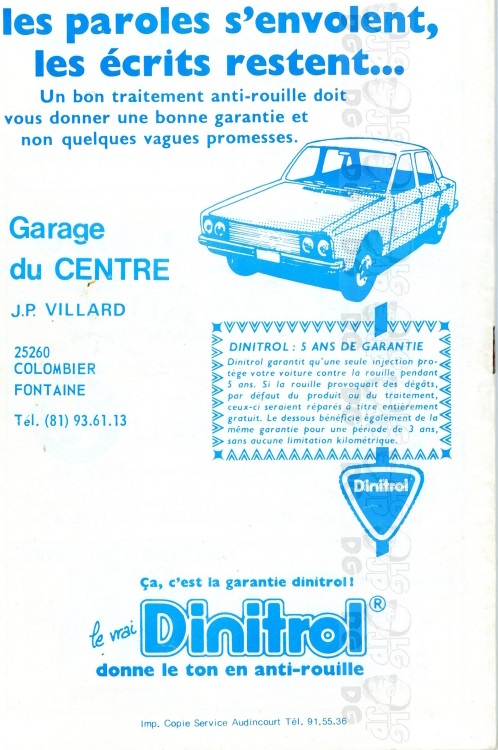 les paroles s'envolent,
les écrits restent...
Un bon traitement anti-rouille doit
vous donner une bonne garantie et
non quelques vagues promesses.
Garage
du CENTRE
J.P. VILLARD
25260
COLOMBIER
FONTAINE
Tél. (81) 93.61.13
DINITROL : 5 ANS DE GARANTIE
Dinitrol garantit qu'une seule injection pro-
tège votre voiture contre la rouille pendant
5 ans. Si la rouille provoquait des dégâts,
par défaut du produit ou du traitement,
ceux-ci seraient réparés à titre entièrement
gratuit. Le dessous bénéficie également de la
même garantie pour une période de 3 ans,
sans aucune limitation kilométrique.
Dinitrol
Ça, c'est la garantie dinitrol!
le vrai Dinitrol®
donne le ton en anti-rouille
Imp. Copie Service Audincourt Tél. 91.55.36